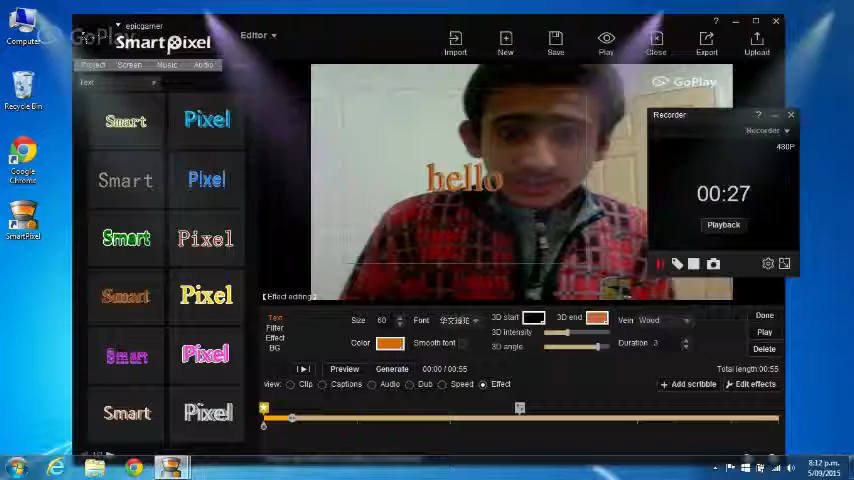 epicgamer
SmartPixel
Editor
GoPlay
Computer
Recycle Bin
Google
Chrome
SmartPixel
Import
New
Save
Play
Close
Export
Upload
Project
Screen
Music
Audio
Text
Smart
Pixel
Smart
Pixel
Smart
Pixel
Smart
Pixel
Smart
Pixel
Smart
Pixel
GoPlay
hello
Recorder
Recorder
480P
00:27
Playback
[Effect editing]
Text
Filter
Effect
BG
Size 60
Font
Color
Smooth font
3D start
3D end
3D intensity
3D angle
Vein Woud
Duration 3
Done
Play
Delete
Preview
Generate
00:00 / 00:55
Total length:00:55
view:
Clip
Captions
Audio
Dub
Speed
Effect
+ Add scribble
Edit effects
8:12 p.m.
5/09/2015